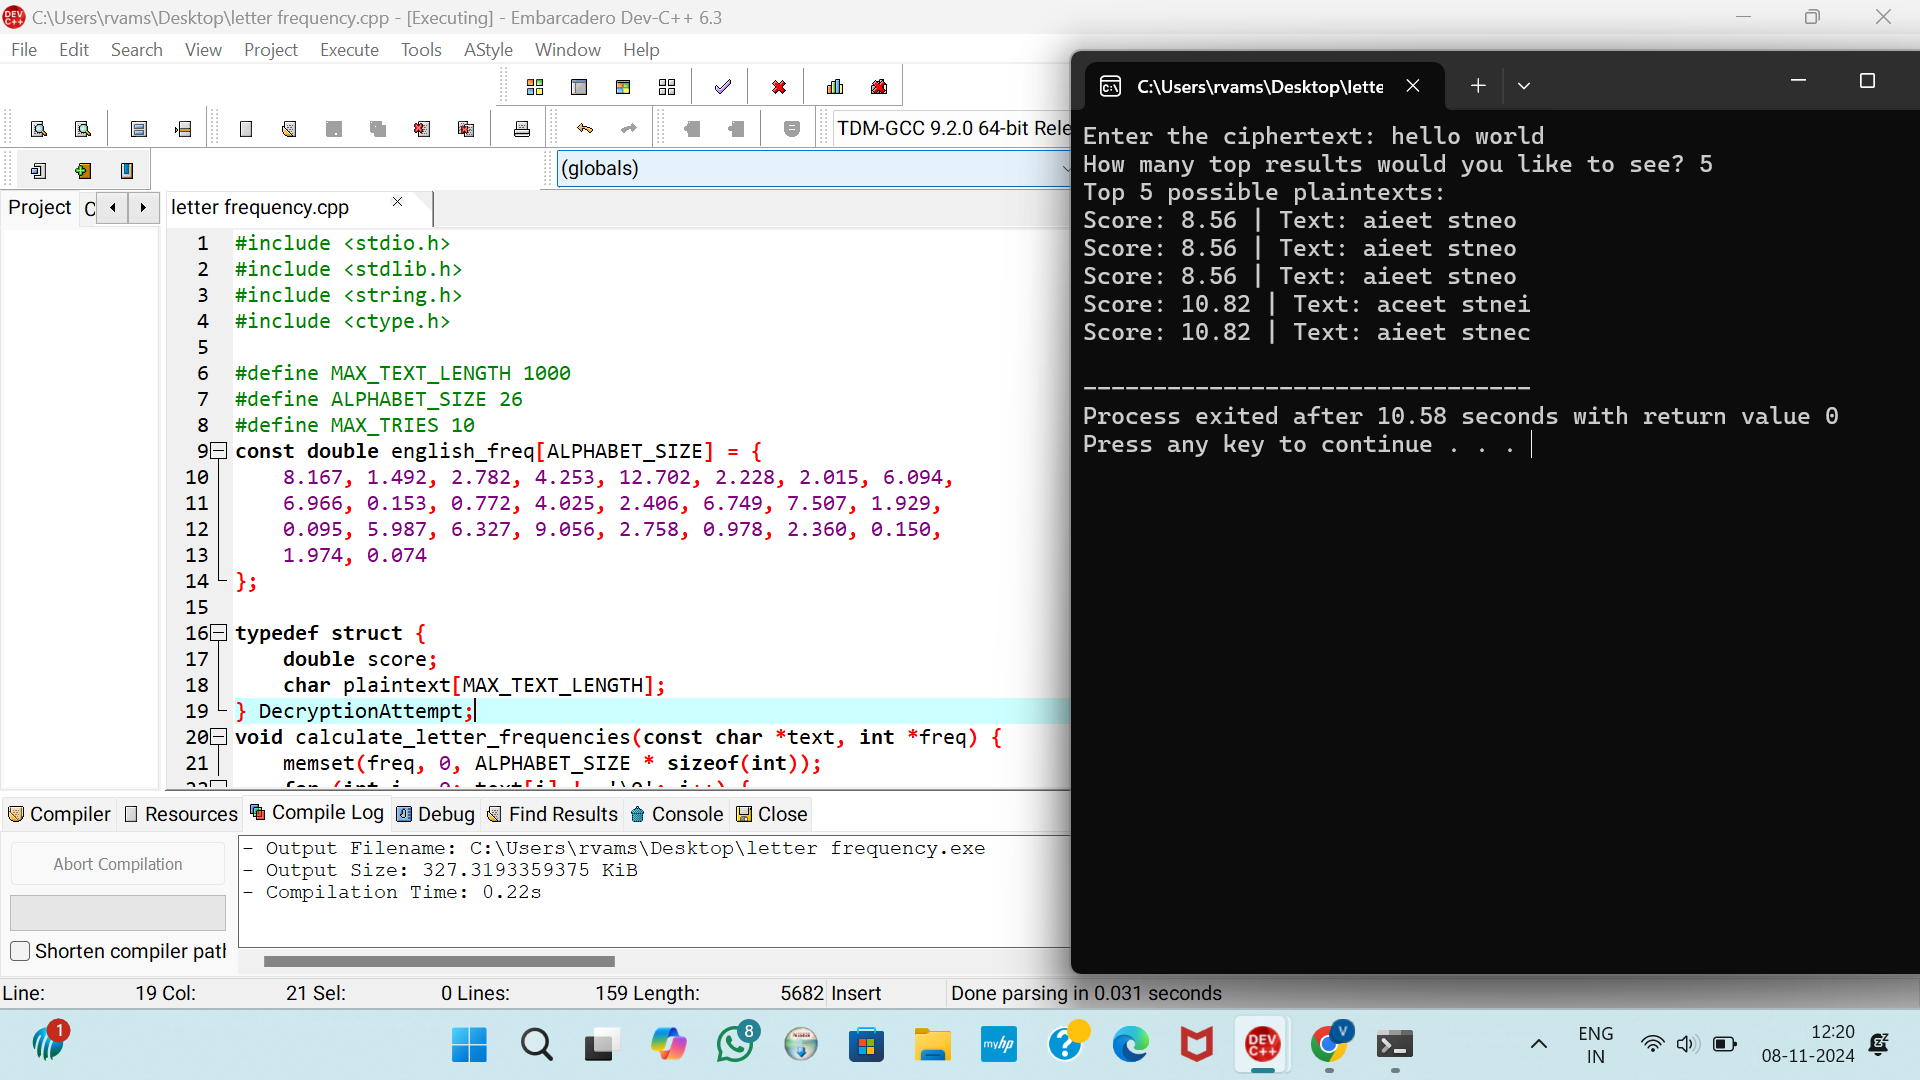 C:\Users\rvams\Desktop\letter frequency.cpp - [Executing] - Embarcadero Dev-C++ 6.3
File Edit Search View Project Execute Tools AStyle Window Help
TDM-GCC 9.2.0 64-bit Rele
(globals)
Project C
letter frequency.cpp
1 #include <stdio.h>
2 #include <stdlib.h>
3 #include <string.h>
4 #include <ctype.h>
5
6 #define MAX_TEXT_LENGTH 1000
7 #define ALPHABET_SIZE 26
8 #define MAX_TRIES 10
9 const double english_freq[ALPHABET_SIZE] = {
10 8.167, 1.492, 2.782, 4.253, 12.702, 2.228, 2.015, 6.094,
11 6.966, 0.153, 0.772, 4.025, 2.406, 6.749, 7.507, 1.929,
12 0.095, 5.987, 6.327, 9.056, 2.758, 0.978, 2.360, 0.150,
13 1.974, 0.074
14 };
15
16 typedef struct {
17 double score;
18 char plaintext[MAX_TEXT_LENGTH];
19 } DecryptionAttempt;
20 void calculate_letter_frequencies(const char *text, int *freq) {
21 memset(freq, 0, ALPHABET_SIZE * sizeof(int));
C:\Users\rvams\Desktop\lette
Enter the ciphertext: hello world
How many top results would you like to see? 5
Top 5 possible plaintexts:
Score: 8.56 | Text: aieet stneo
Score: 8.56 | Text: aieet stneo
Score: 8.56 | Text: aieet stneo
Score: 10.82 | Text: aceet stnei
Score: 10.82 | Text: aieet stnec
--------------------------------
Process exited after 10.58 seconds with return value 0
Press any key to continue . . .
Compiler Resources Compile Log Debug Find Results Console Close
Abort Compilation
Shorten compiler path
- Output Filename: C:\Users\rvams\Desktop\letter frequency.exe
- Output Size: 327.3193359375 KiB
- Compilation Time: 0.22s
Line: 19 Col: 21 Sel: 0 Lines: 159 Length: 5682 Insert Done parsing in 0.031 seconds
1
8
myhp
DEV C++
V
ENG
IN
12:20
08-11-2024